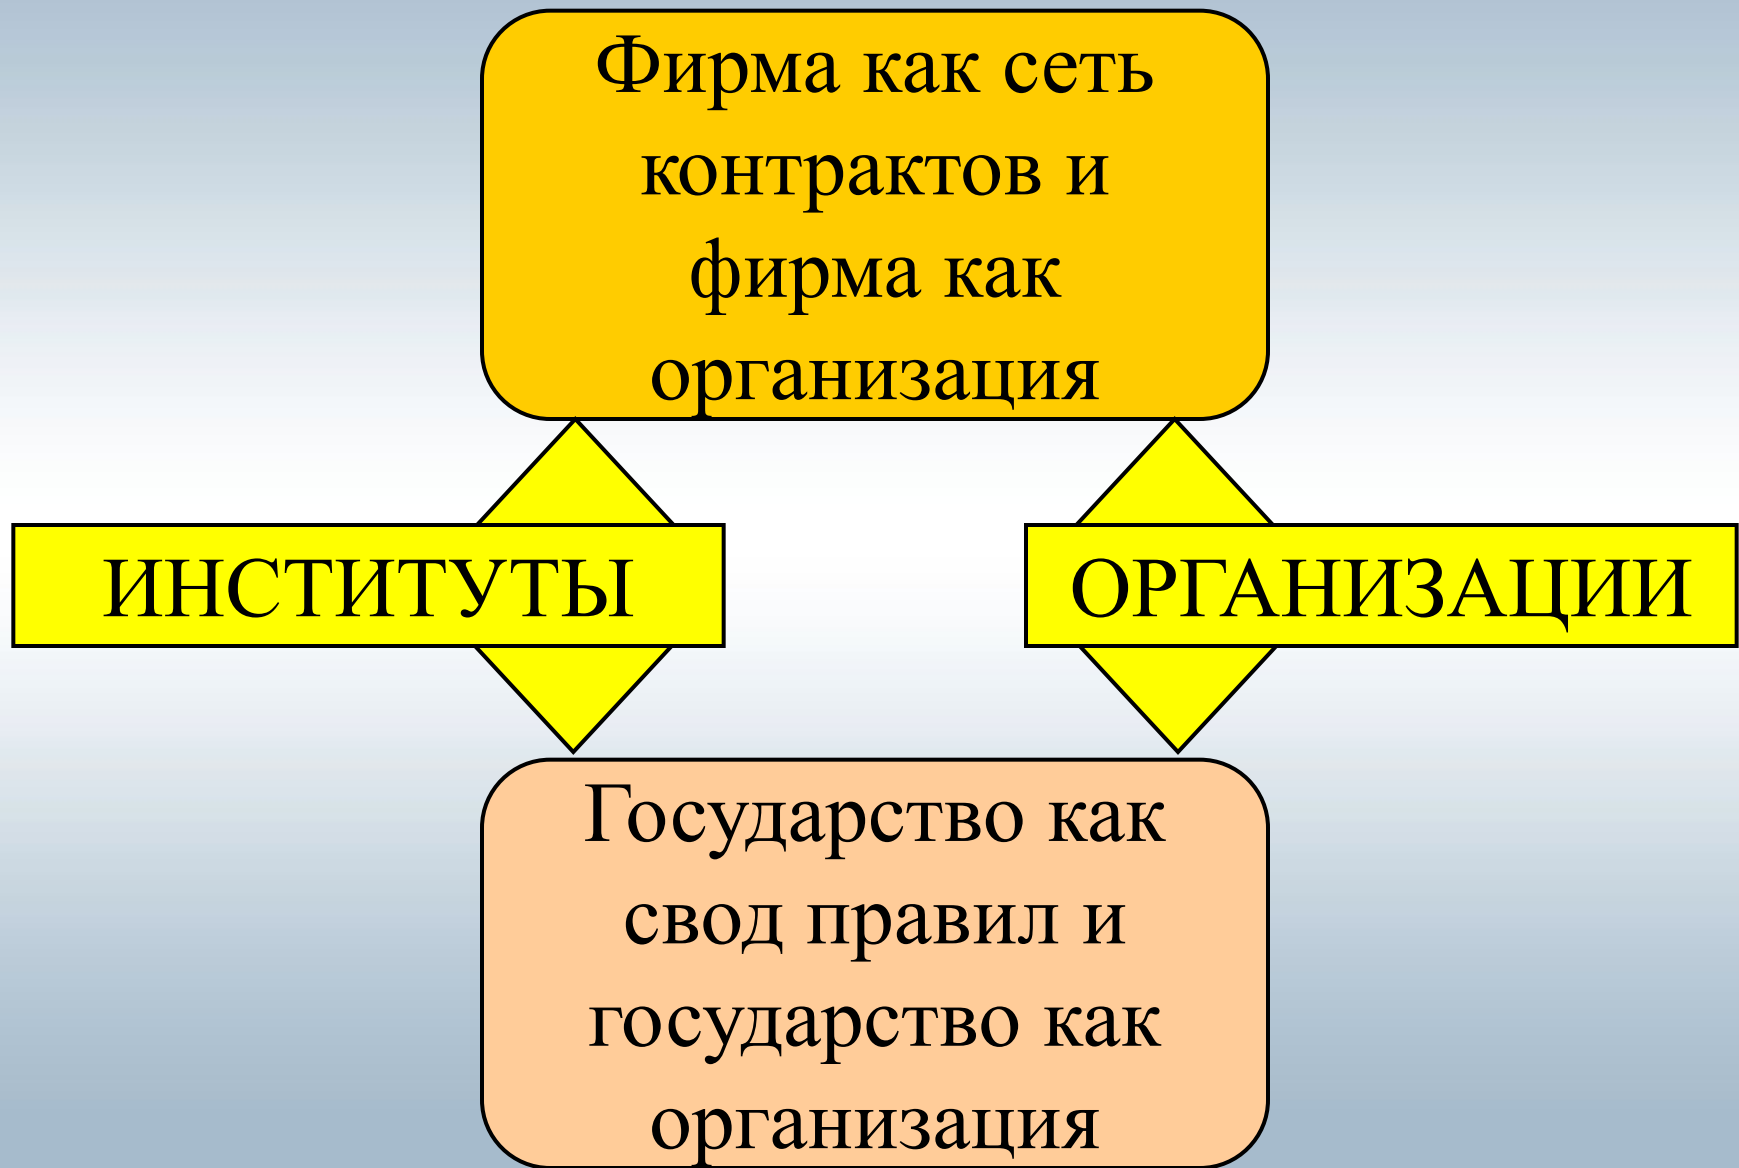 Фирма как сеть
контрактов и
фирма как
организация
ИНСТИТУТЫ
ОРГАНИЗАЦИИ
Государство как
свод правил и
государство как
организация